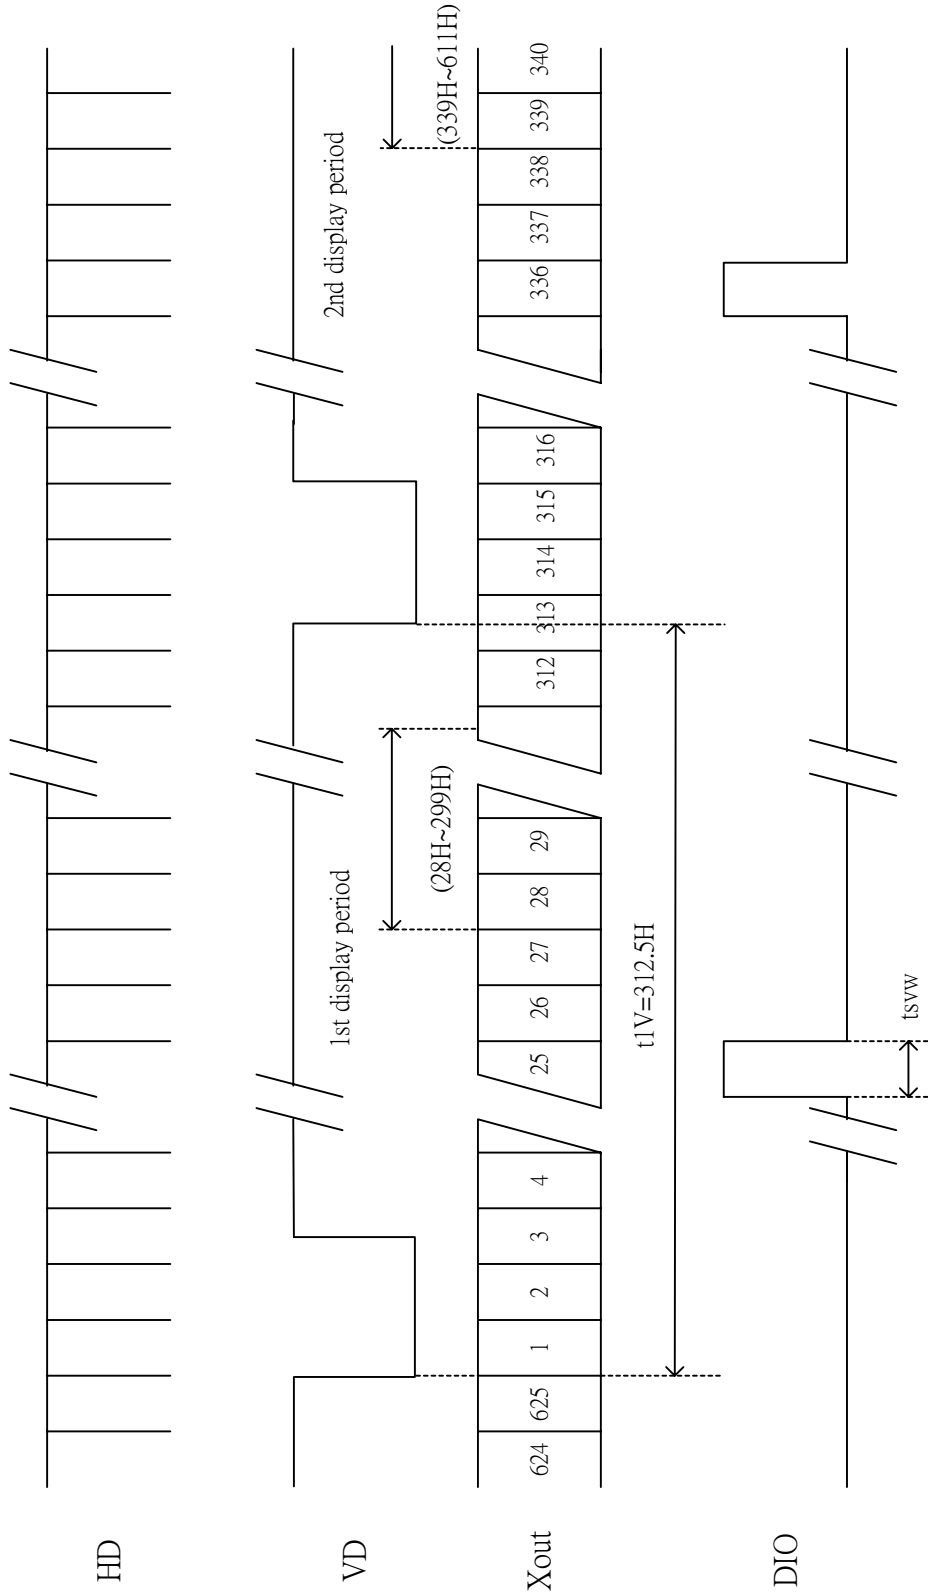 HD
VD
1st display period
2nd display period
(28H~299H)
(339H~611H)
Xout
624 625 1 2 3 4 25 26 27 28 29 312 313 314 315 316 336 337 338 339 340
t1V=312.5H
DIO
tsvw